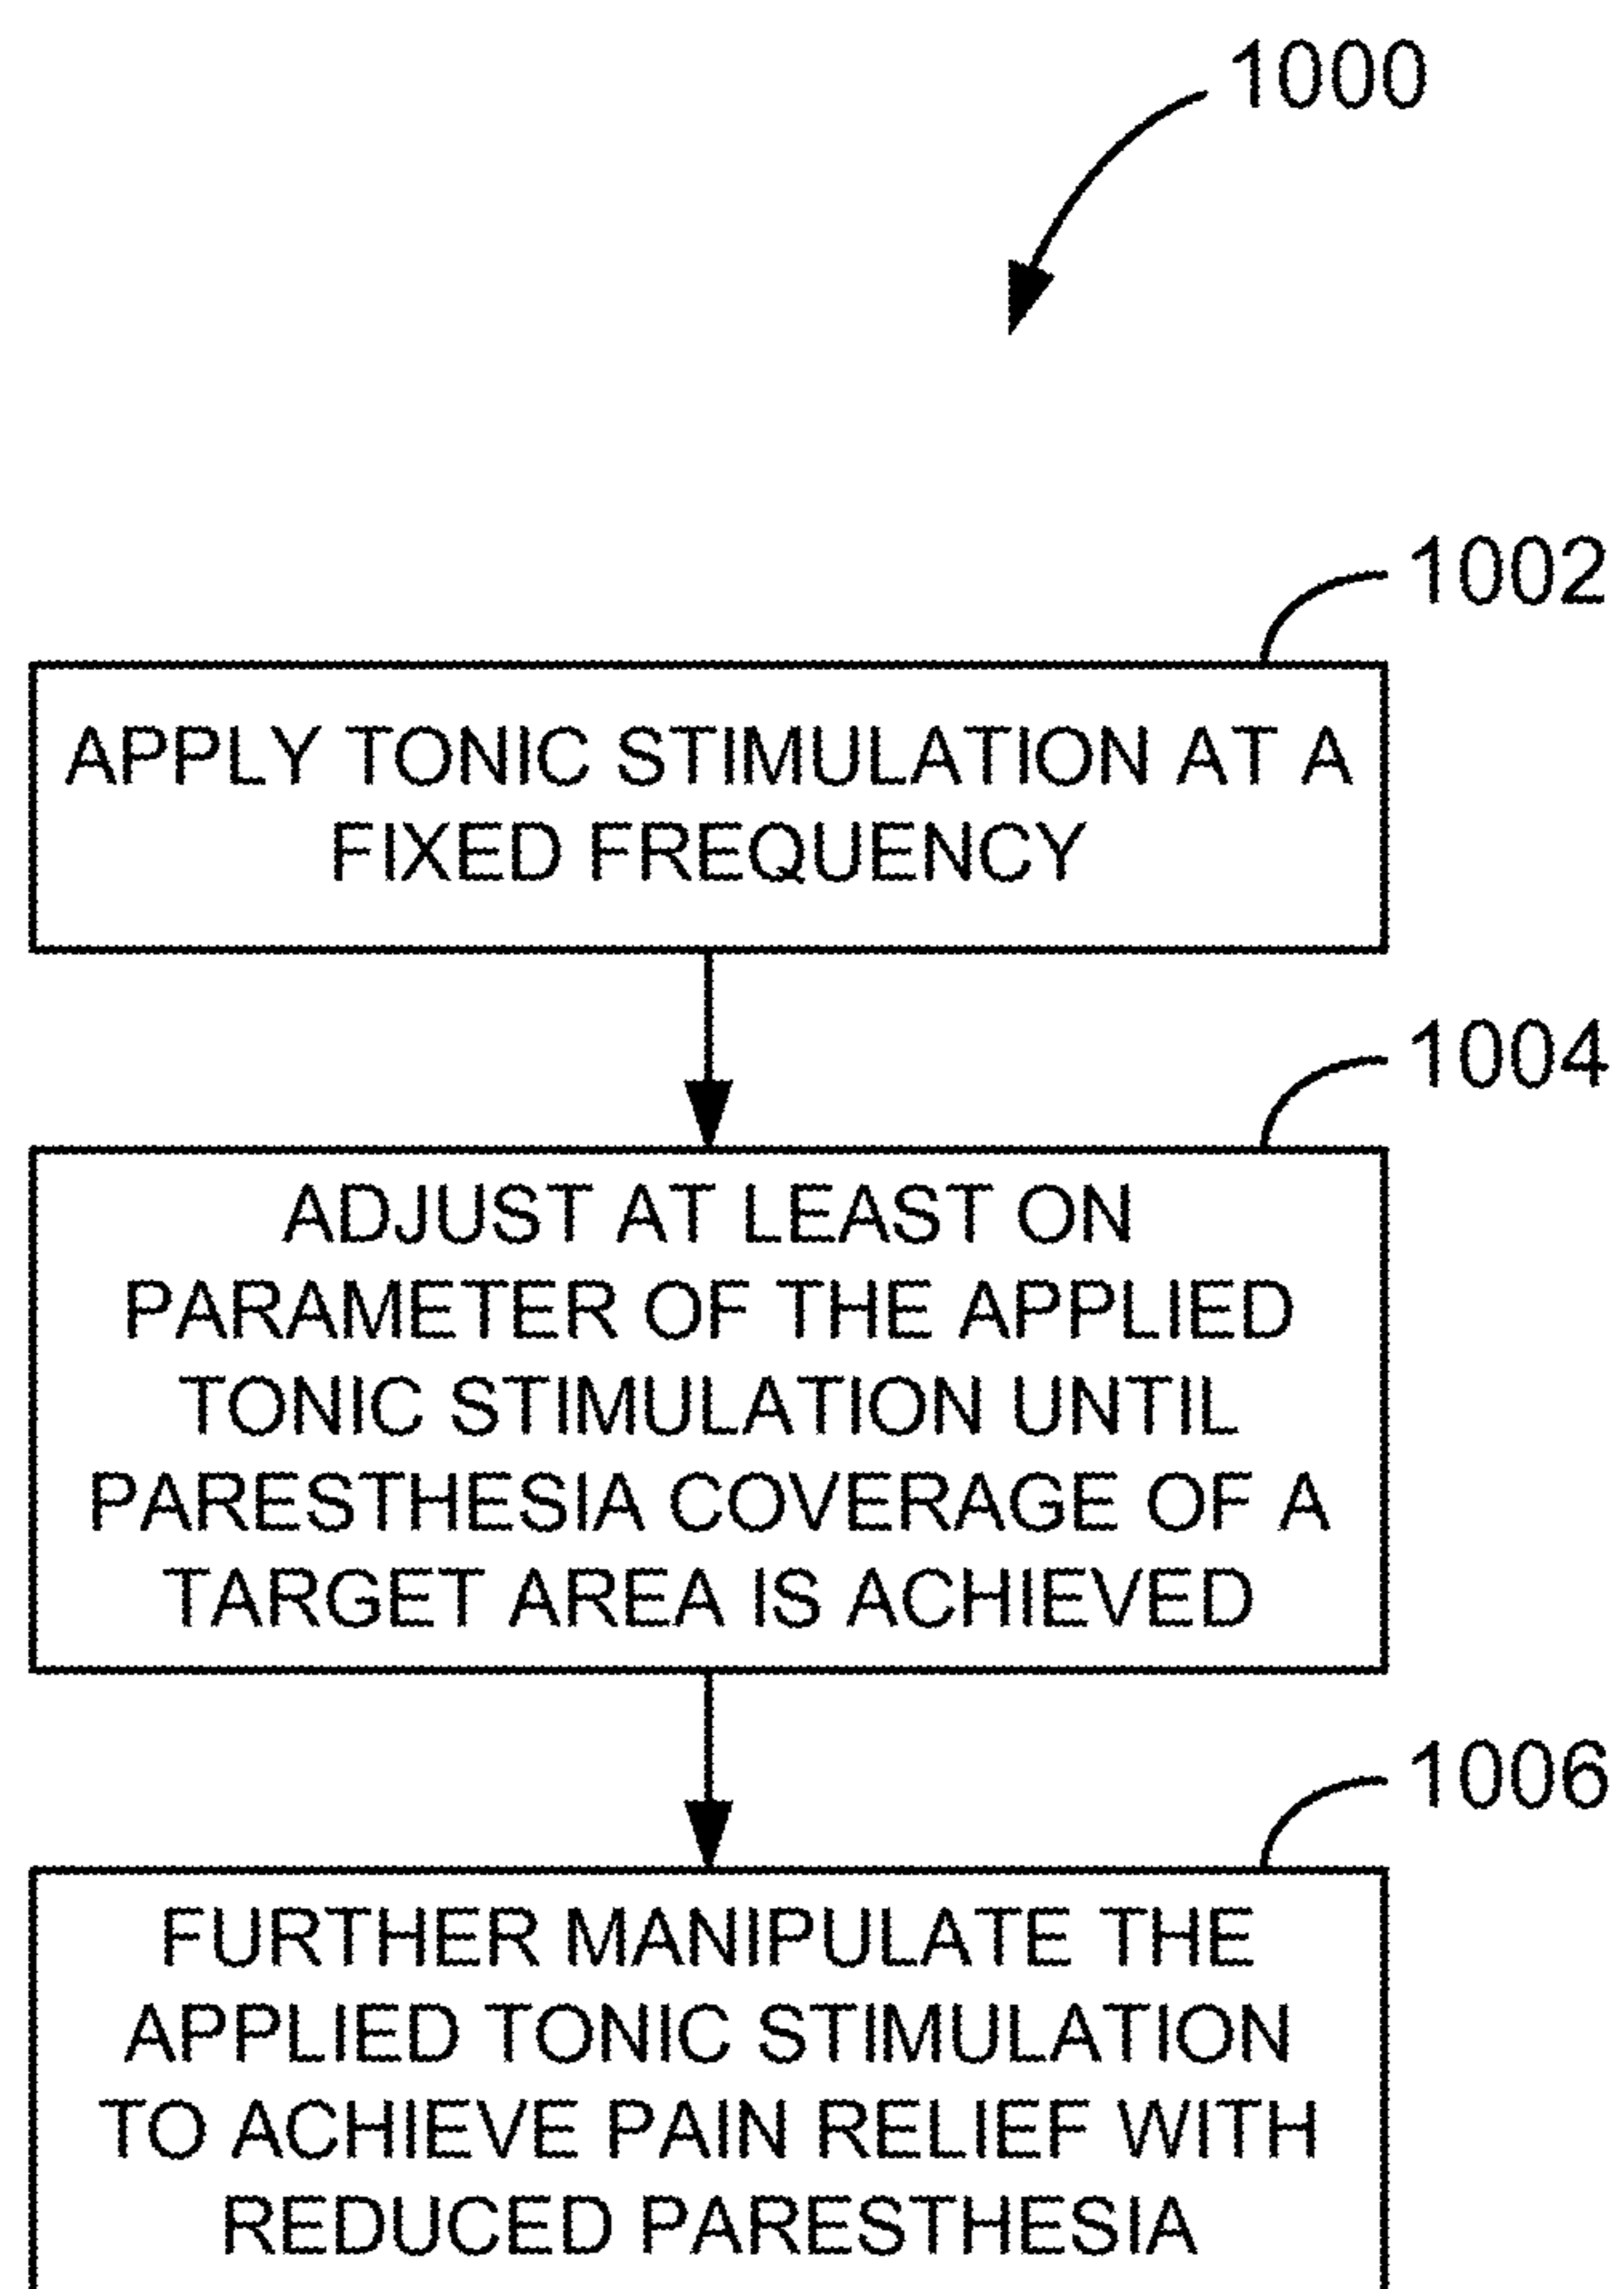 1000
1002
APPLY TONIC STIMULATION AT A
FIXED FREQUENCY
1004
ADJUST AT LEAST ON
PARAMETER OF THE APPLIED
TONIC STIMULATION UNTIL
PARESTHESIA COVERAGE OF A
TARGET AREA IS ACHIEVED
1006
FURTHER MANIPULATE THE
APPLIED TONIC STIMULATION
TO ACHIEVE PAIN RELIEF WITH
REDUCED PARESTHESIA